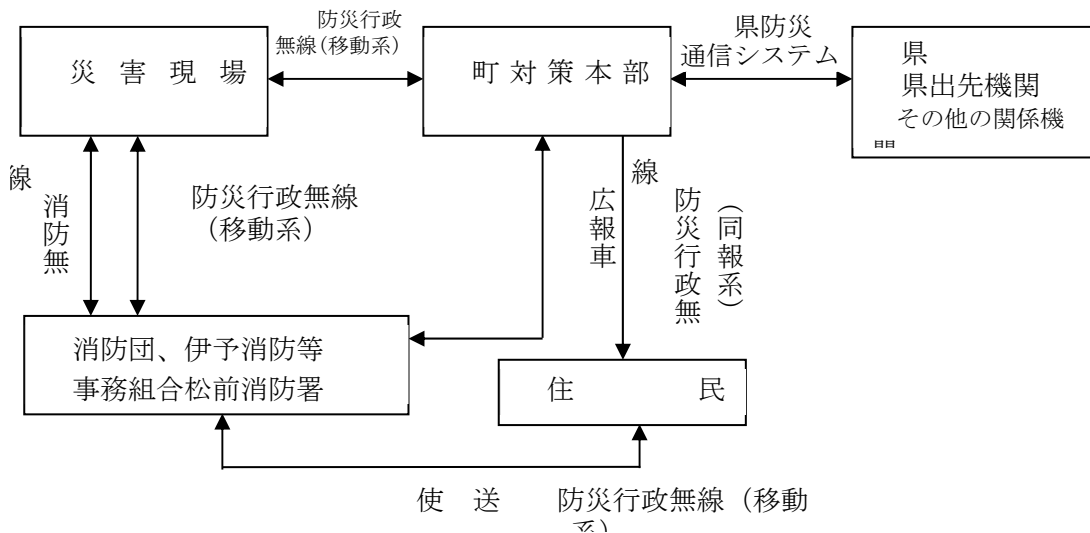 防災行政
無線(移動系)
県防災
通信システム
災害現場
町対策本部
県
県出先機関
その他の関係機
関
消防無
線
防災行政無線
(移動系)
広報車
防災行政無
線
(同報系)
消防団、伊予消防等
事務組合松前消防署
住民
使送 防災行政無線(移動
系)